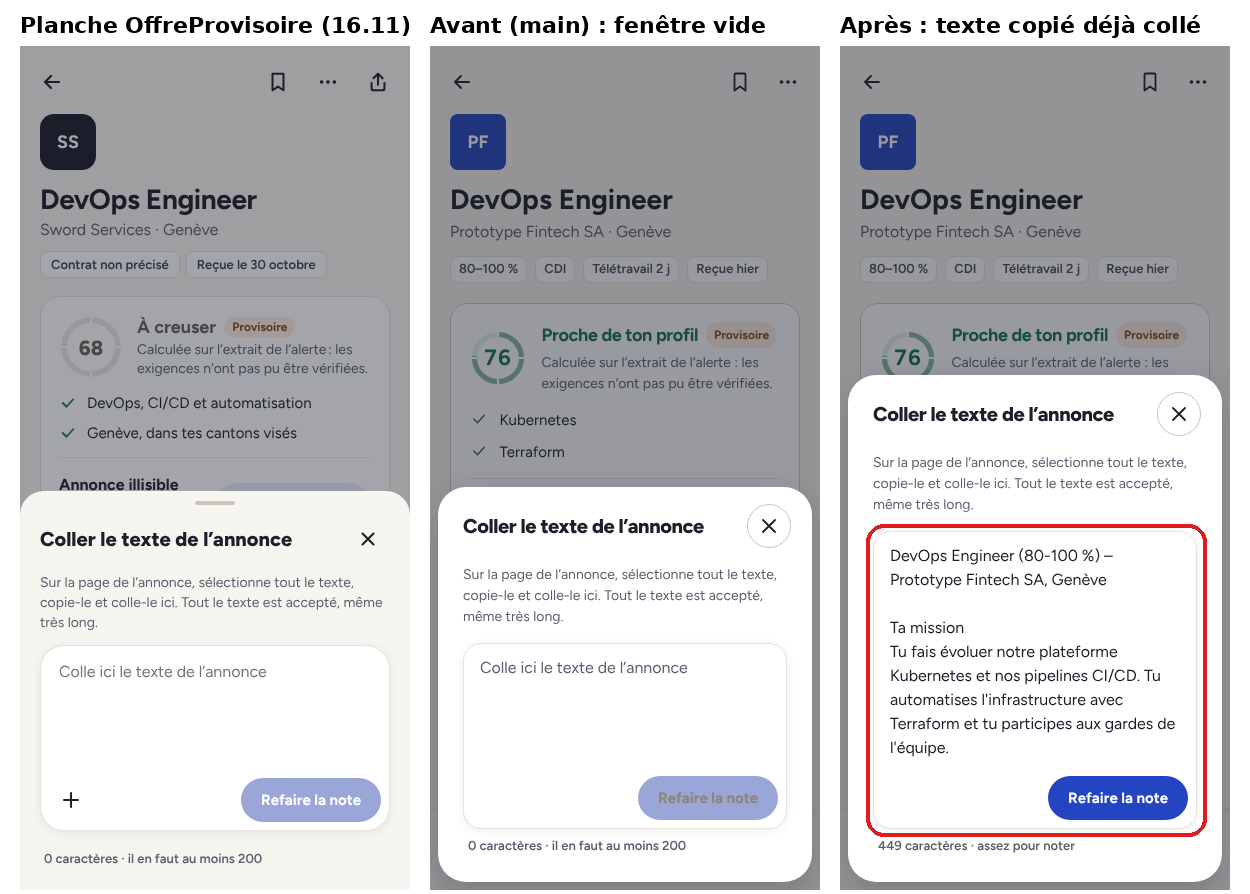 Planche OffreProvisoire (16.11)
SS
DevOps Engineer
Sword Services · Genève
Contrat non précisé
Reçue le 30 octobre
68
À creuser
Provisoire
Calculée sur l’extrait de l’alerte : les
exigences n’ont pas pu être vérifiées.
DevOps, CI/CD et automatisation
Genève, dans tes cantons visés
Annonce illisible
Coller le texte de l’annonce
Sur la page de l’annonce, sélectionne tout le texte,
copie-le et colle-le ici. Tout le texte est accepté, même
très long.
Colle ici le texte de l’annonce
Refaire la note
0 caractères · il en faut au moins 200
Avant (main) : fenêtre vide
PF
DevOps Engineer
Prototype Fintech SA · Genève
80–100 %
CDI
Télétravail 2 j
Reçue hier
76
Proche de ton profil
Provisoire
Calculée sur l’extrait de l’alerte : les
exigences n’ont pas pu être vérifiées.
Kubernetes
Terraform
Coller le texte de l’annonce
Sur la page de l’annonce, sélectionne tout le texte,
copie-le et colle-le ici. Tout le texte est accepté,
même très long.
Colle ici le texte de l’annonce
Refaire la note
0 caractères · il en faut au moins 200
Après : texte copié déjà collé
PF
DevOps Engineer
Prototype Fintech SA · Genève
80–100 %
CDI
Télétravail 2 j
Reçue hier
76
Proche de ton profil
Provisoire
Calculée sur l’extrait de l’alerte : les
Coller le texte de l’annonce
Sur la page de l’annonce, sélectionne tout le texte,
copie-le et colle-le ici. Tout le texte est accepté,
même très long.
DevOps Engineer (80-100 %) –
Prototype Fintech SA, Genève
Ta mission
Tu fais évoluer notre plateforme
Kubernetes et nos pipelines CI/CD. Tu
automatises l'infrastructure avec
Terraform et tu participes aux gardes de
l'équipe.
Refaire la note
449 caractères · assez pour noter